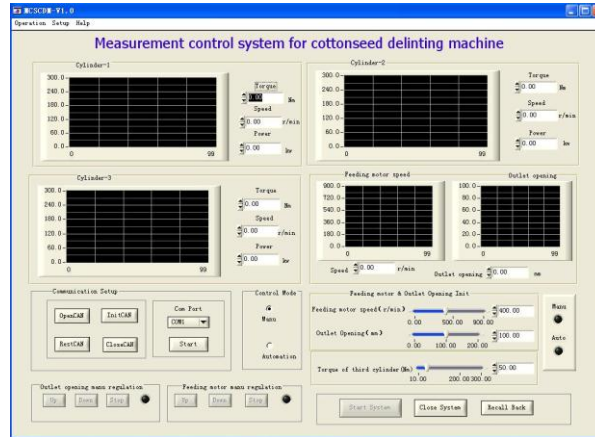 MCSCDM-V1.0
Operation Setup Help
Measurement control system for cottonseed delinting machine
Cylinder-1
300.0
240.0
180.0
120.0
60.0
0.0
0 99
Torque
0.00 Nm
Speed
0.00 r/min
Power
0.00 kw
Cylinder-2
300.0
240.0
180.0
120.0
60.0
0.0
0 99
Torque
0.00 Nm
Speed
0.00 r/min
Power
0.00 kw
Cylinder-3
300.0
240.0
180.0
120.0
60.0
0.0
0 99
Torque
0.00 Nm
Speed
0.00 r/min
Power
0.00 kw
Feeding motor speed
900.0
720.0
540.0
360.0
180.0
0.0
0 99
Speed 0.00 r/min
Outlet opening
100.0
80.0
60.0
40.0
20.0
0.0
0 99
Outlet opening 0.00 mm
Communication Setup
OpenCAN InitCAN
RestCAN CloseCAN
Com Port
COM1
Start
Control Mode
Manu
Automation
Feeding motor & Outlet Opening Init
Feeding motor speed(r/min) 400.00
0.00 500.00 900.00
Outlet Opening(mm) 100.00
0.00 100.00 200.00
Torque of third cylinder(Nm) 50.00
10.00 200.00 300.00
Manu
Auto
Outlet opening manu regulation
Up Down Stop
Feeding motor manu regulation
Up Down Stop
Start System Close System Recall Back